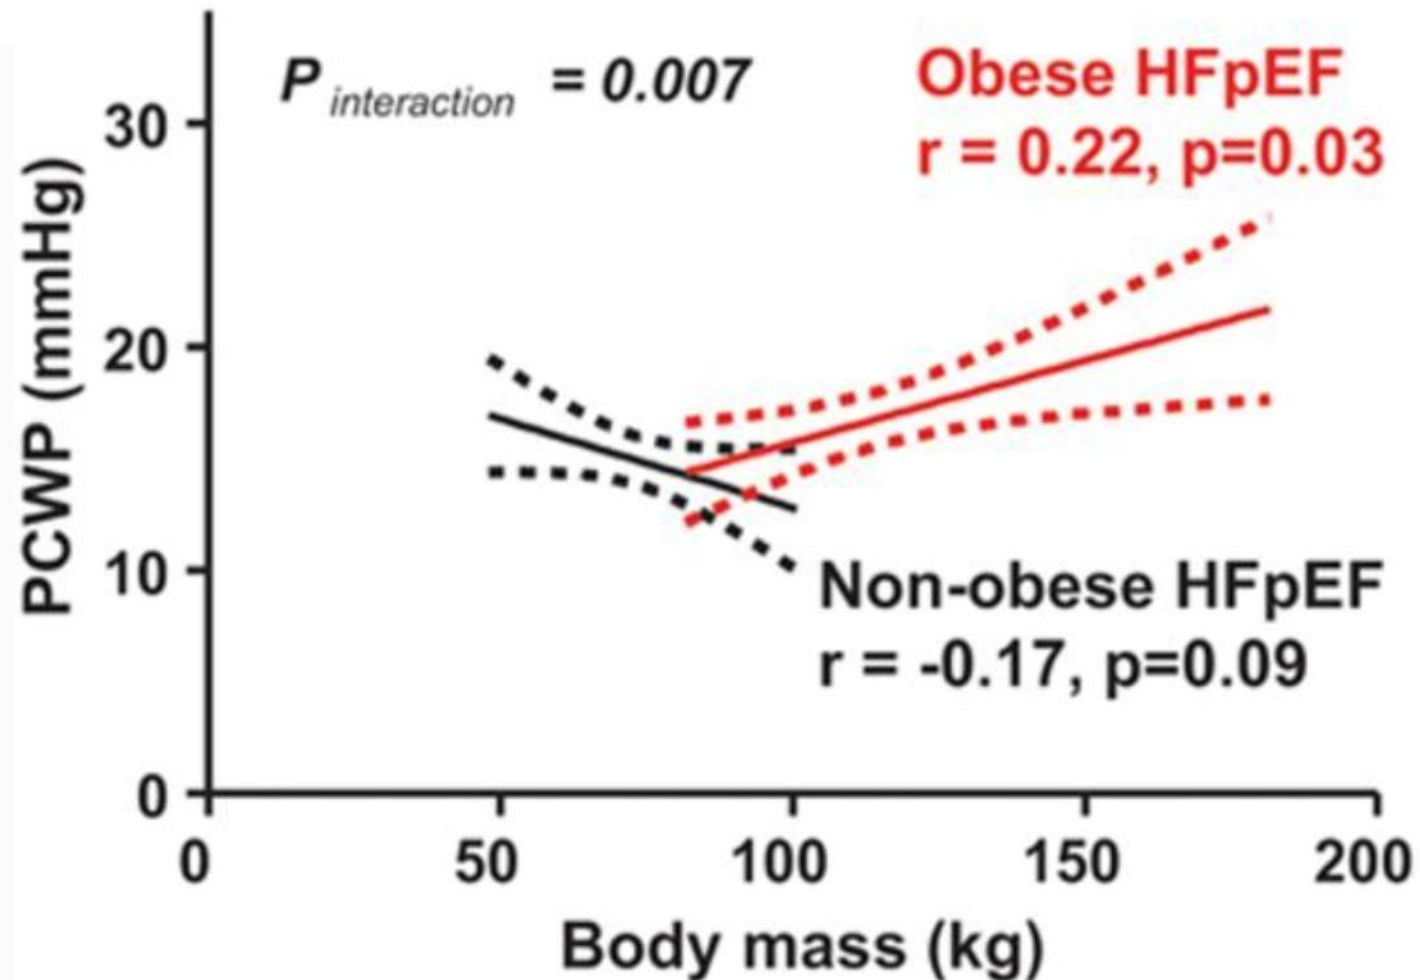 P interaction = 0.007
Obese HFpEF
r = 0.22, p=0.03
30
20
10
0
PCWP (mmHg)
Non-obese HFpEF
r = -0.17, p=0.09
0 50 100 150 200
Body mass (kg)